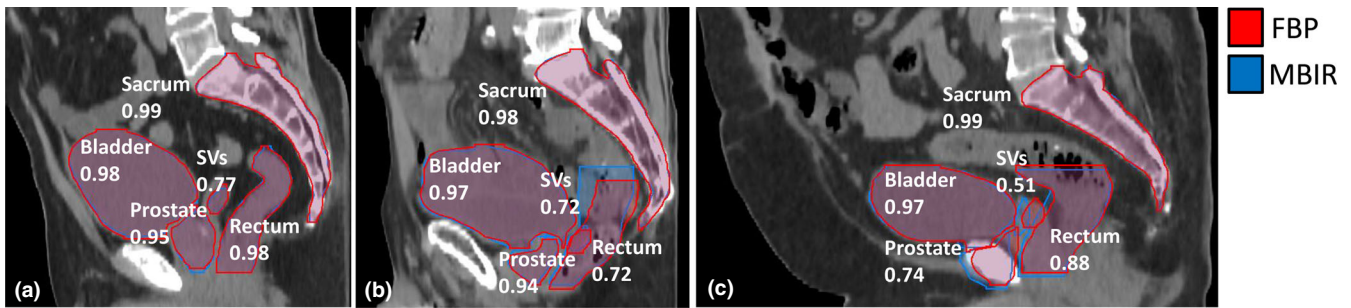 Sacrum
0.99
Bladder
0.98
SVs
0.77
Prostate
0.95
Rectum
0.98
(a)
Sacrum
0.98
Bladder
0.97
SVs
0.72
Prostate
0.94
Rectum
0.72
(b)
Sacrum
0.99
Bladder
0.97
SVs
0.51
Prostate
0.74
Rectum
0.88
(c)
FBP
MBIR